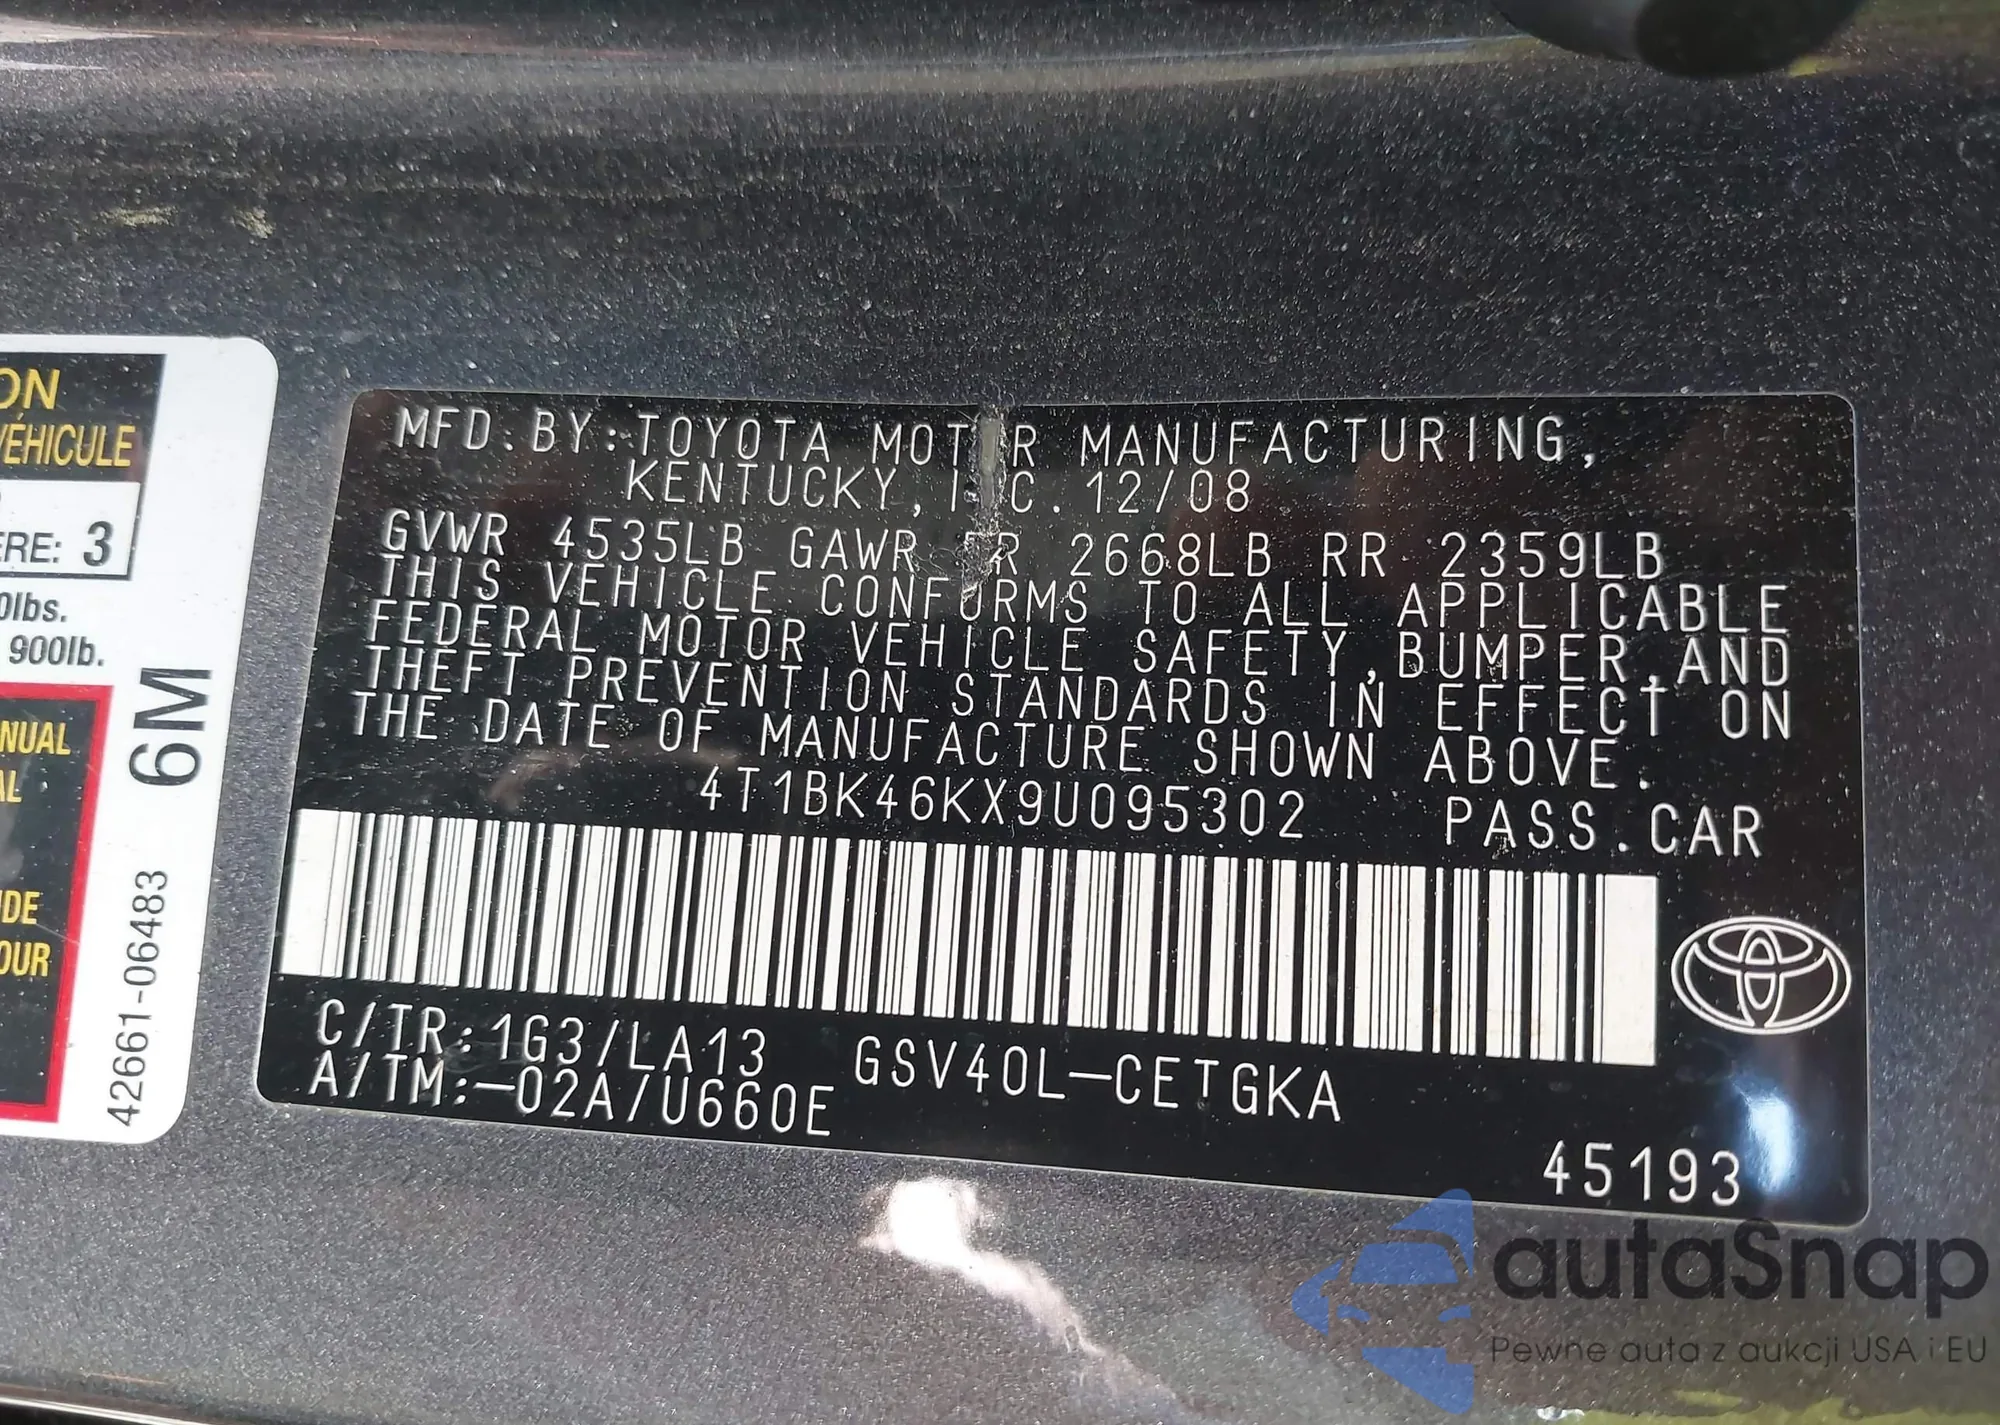 ON
VÉHICULE
ERE: 3
0lbs.
900lb.
NUAL
AL
DE
OUR
42661-06483 6M
MFD.BY:TOYOTA MOTOR MANUFACTURING,
KENTUCKY, INC. 12/08
GVWR 4535LB GAWR FR 2668LB RR 2359LB
THIS VEHICLE CONFORMS TO ALL APPLICABLE
FEDERAL MOTOR VEHICLE SAFETY,BUMPER,AND
THEFT PREVENTION STANDARDS IN EFFECT ON
THE DATE OF MANUFACTURE SHOWN ABOVE.
4T1BK46KX9U095302 PASS.CAR
C/TR:1G3/LA13 GSV40L-CETGKA
A/TM:-02A/U660E
45193
autaSnap
Pewne auta z aukcji USA i EU